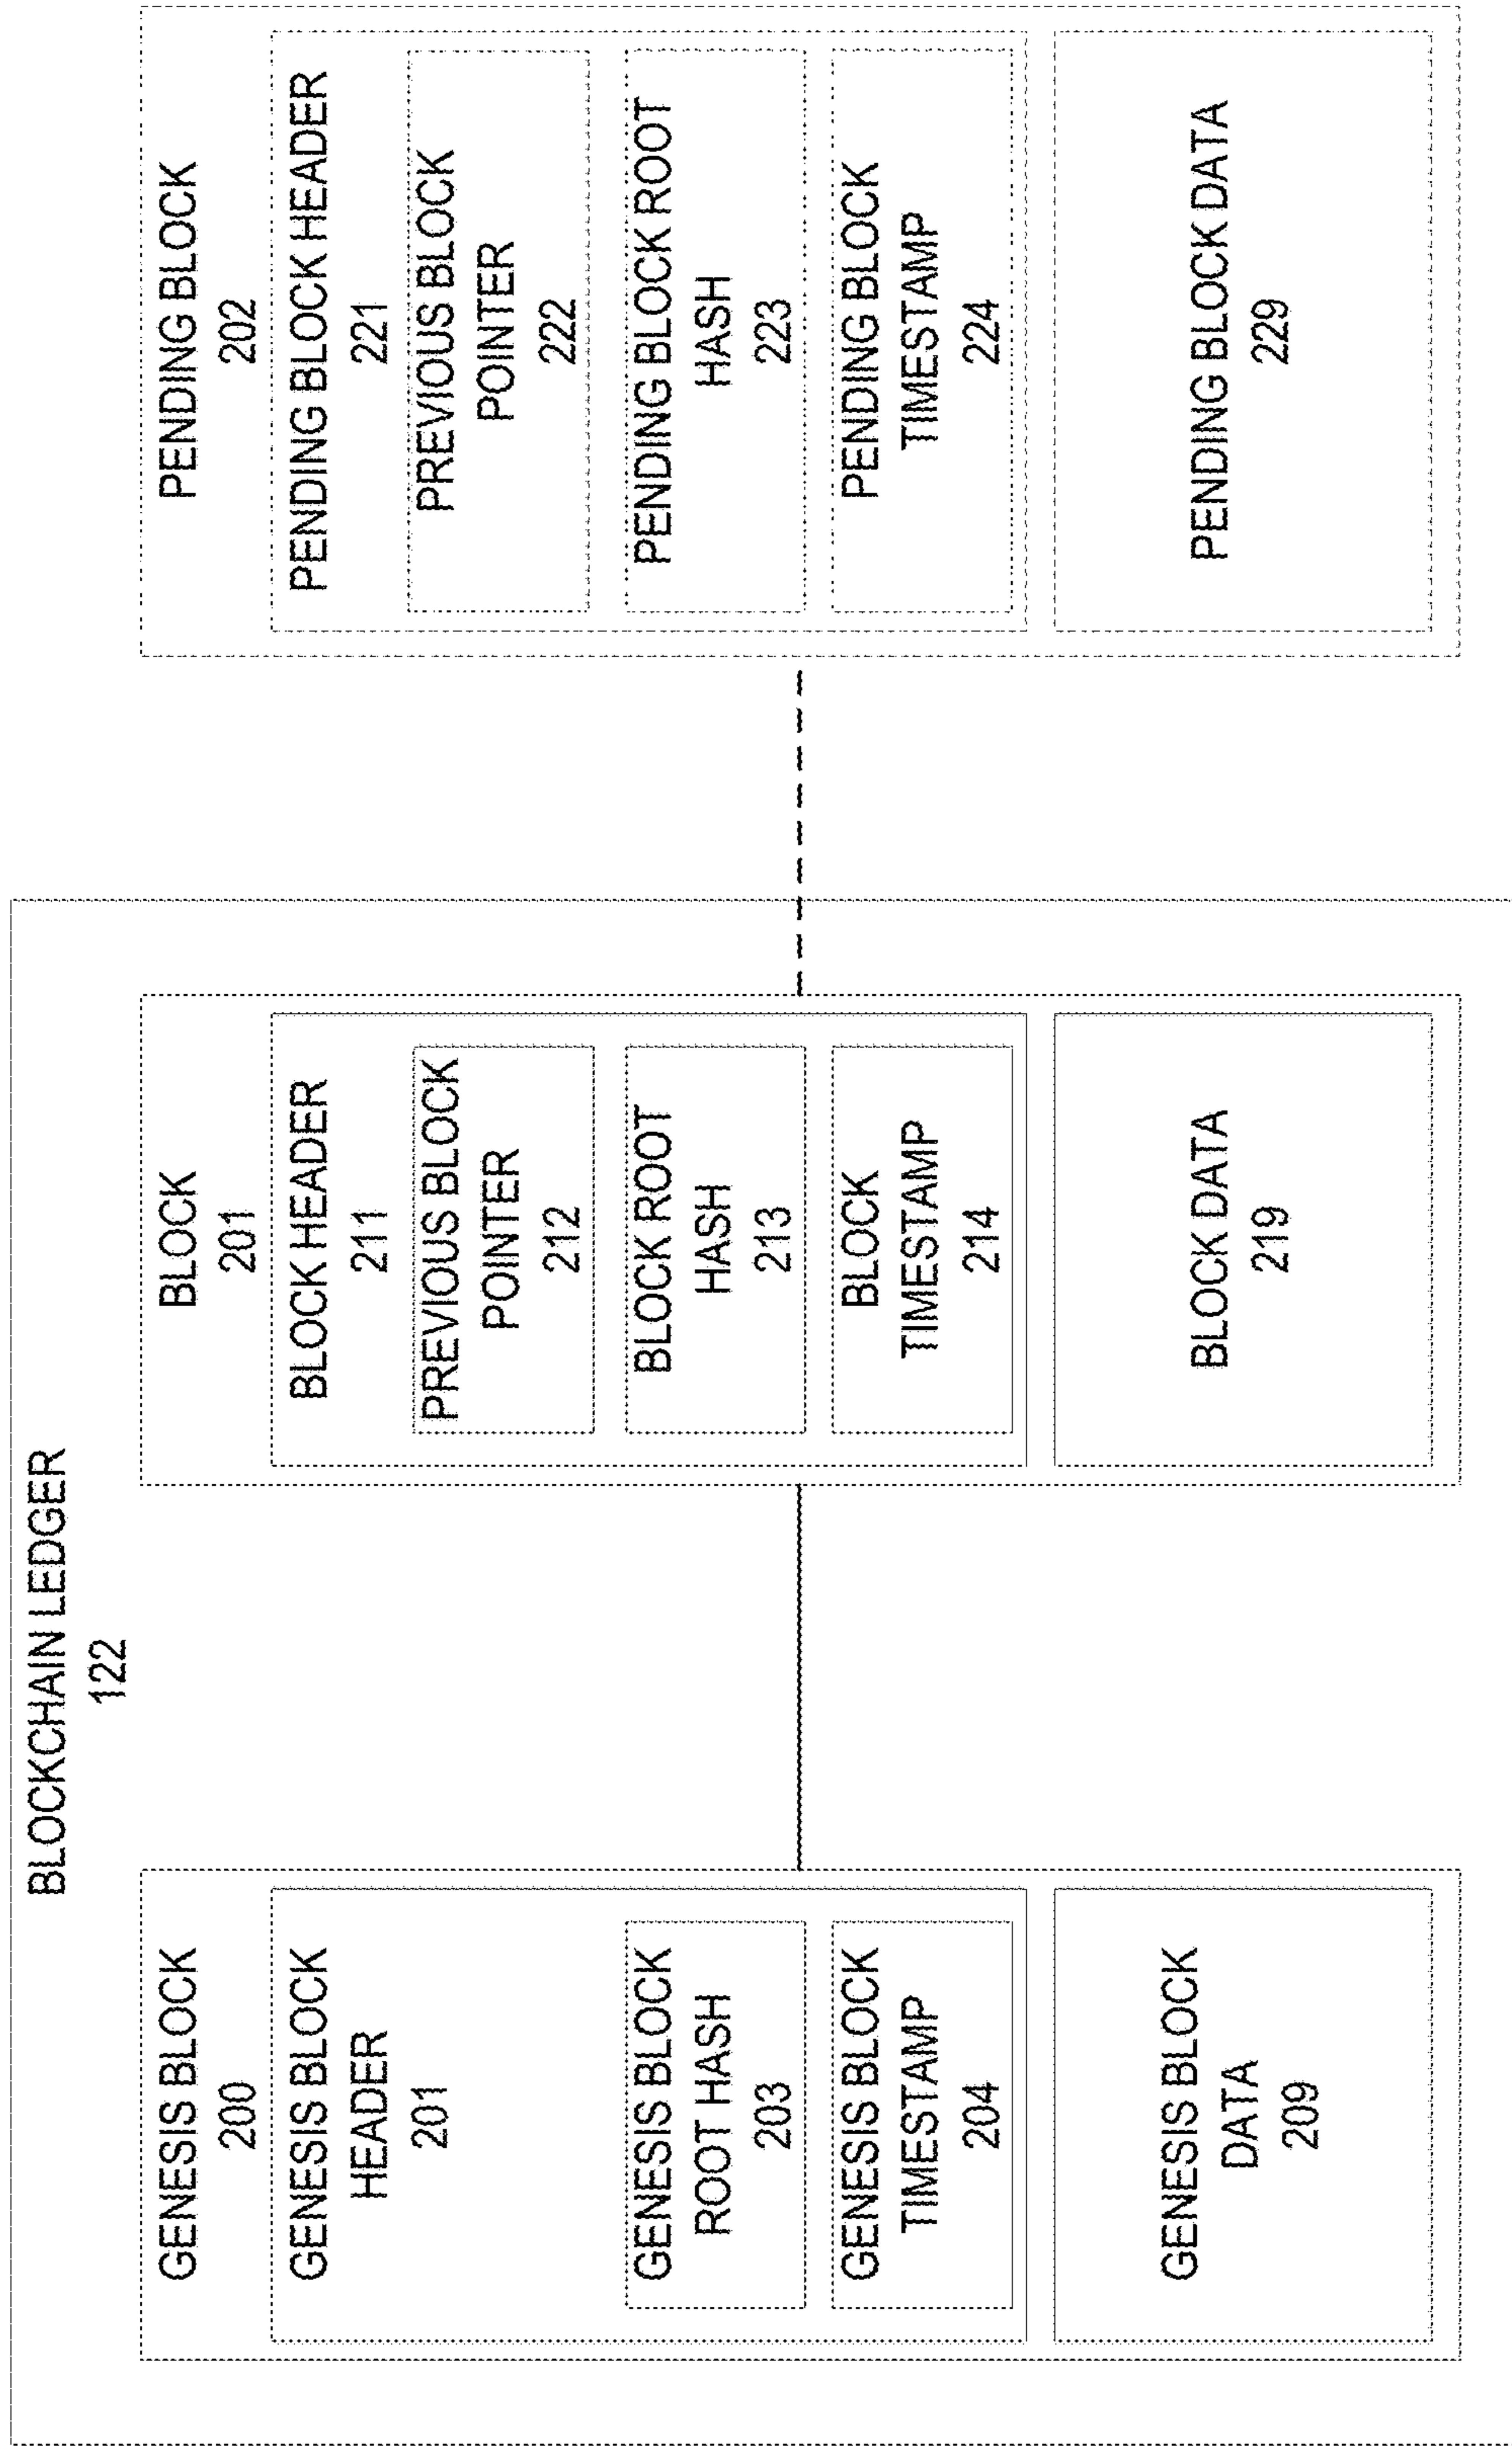 BLOCKCHAIN LEDGER
122
GENESIS BLOCK
200
GENESIS BLOCK
HEADER
201
GENESIS BLOCK
ROOT HASH
203
GENESIS BLOCK
TIMESTAMP
204
GENESIS BLOCK
DATA
209
BLOCK
201
BLOCK HEADER
211
PREVIOUS BLOCK
POINTER
212
BLOCK ROOT
HASH
213
BLOCK
TIMESTAMP
214
BLOCK DATA
219
PENDING BLOCK
202
PENDING BLOCK HEADER
221
PREVIOUS BLOCK
POINTER
222
PENDING BLOCK ROOT
HASH
223
PENDING BLOCK
TIMESTAMP
224
PENDING BLOCK DATA
229